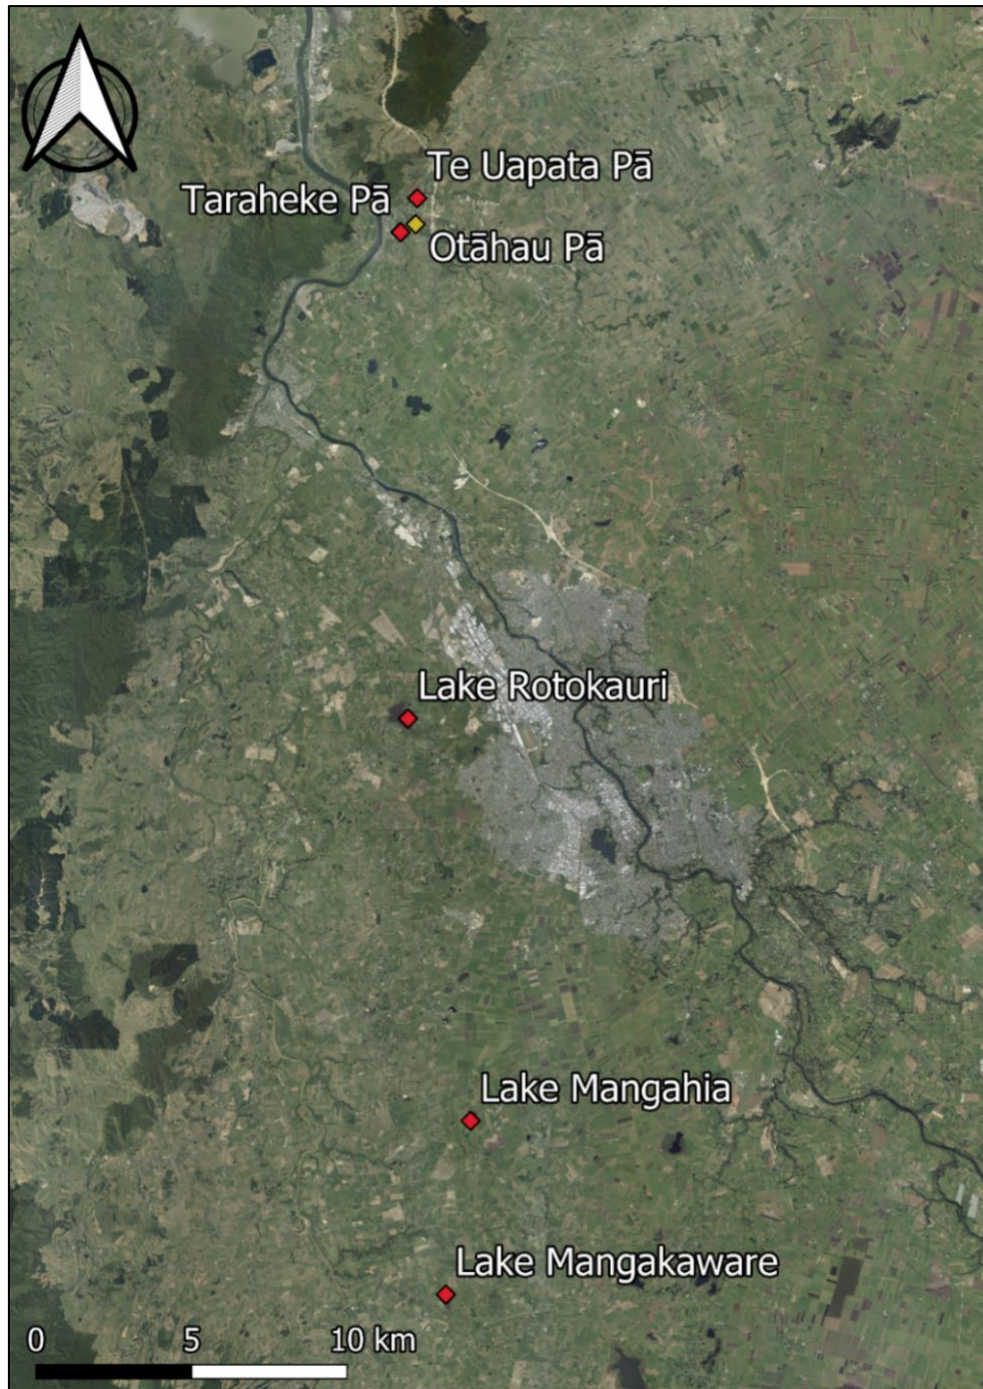 Te Uapata Pā
Taraheke Pā
Otāhau Pā
Lake Rotokauri
Lake Mangahia
Lake Mangakaware
0 5 10 km